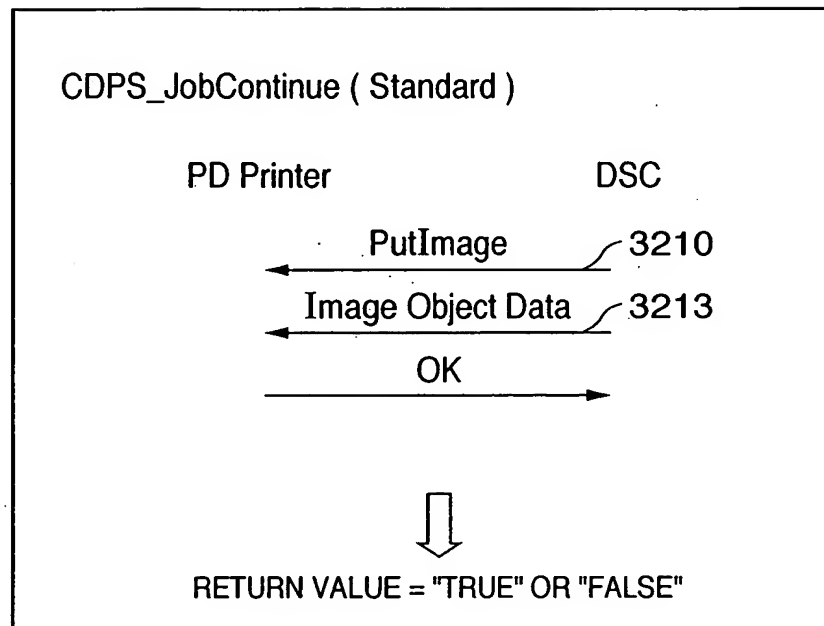 CDPS_JobContinue ( Standard )
PD Printer DSC
PutImage 3210
Image Object Data 3213
OK
RETURN VALUE = "TRUE" OR "FALSE"